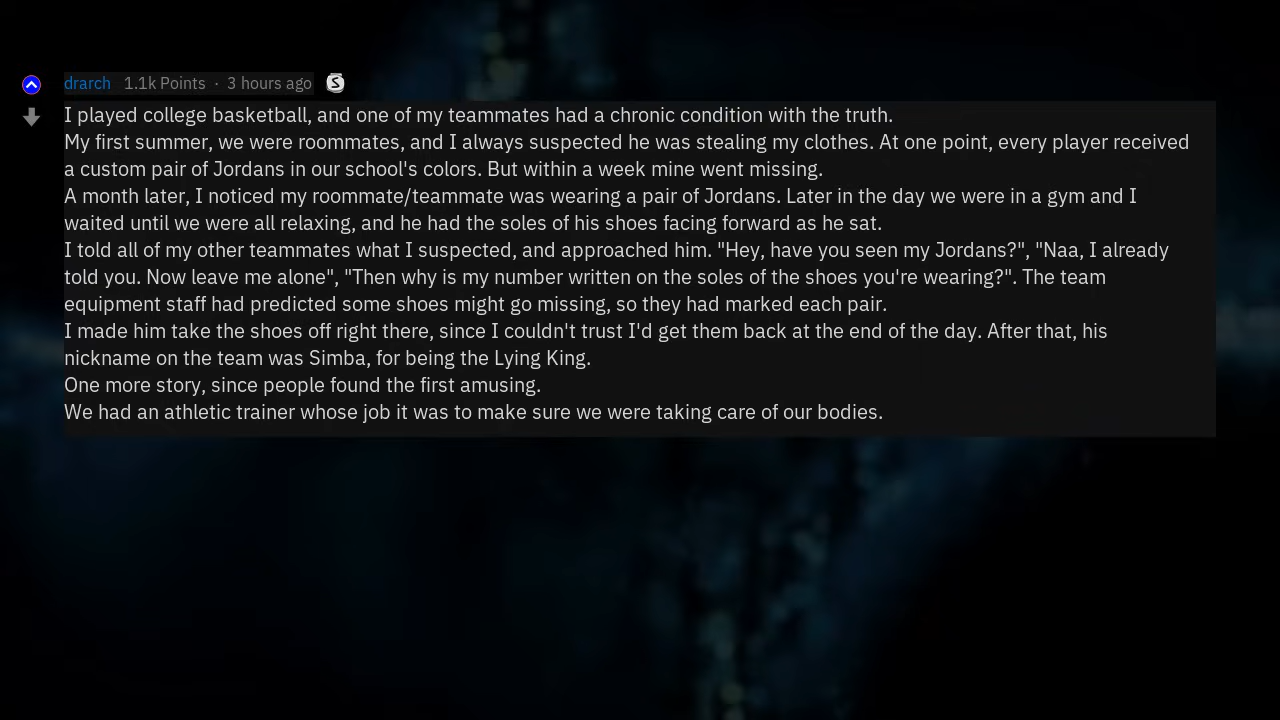 drarch 1.1k Points · 3 hours ago S
I played college basketball, and one of my teammates had a chronic condition with the truth.
My first summer, we were roommates, and I always suspected he was stealing my clothes. At one point, every player received
a custom pair of Jordans in our school's colors. But within a week mine went missing.
A month later, I noticed my roommate/teammate was wearing a pair of Jordans. Later in the day we were in a gym and I
waited until we were all relaxing, and he had the soles of his shoes facing forward as he sat.
I told all of my other teammates what I suspected, and approached him. "Hey, have you seen my Jordans?", "Naa, I already
told you. Now leave me alone", "Then why is my number written on the soles of the shoes you're wearing?". The team
equipment staff had predicted some shoes might go missing, so they had marked each pair.
I made him take the shoes off right there, since I couldn't trust I'd get them back at the end of the day. After that, his
nickname on the team was Simba, for being the Lying King.
One more story, since people found the first amusing.
We had an athletic trainer whose job it was to make sure we were taking care of our bodies.